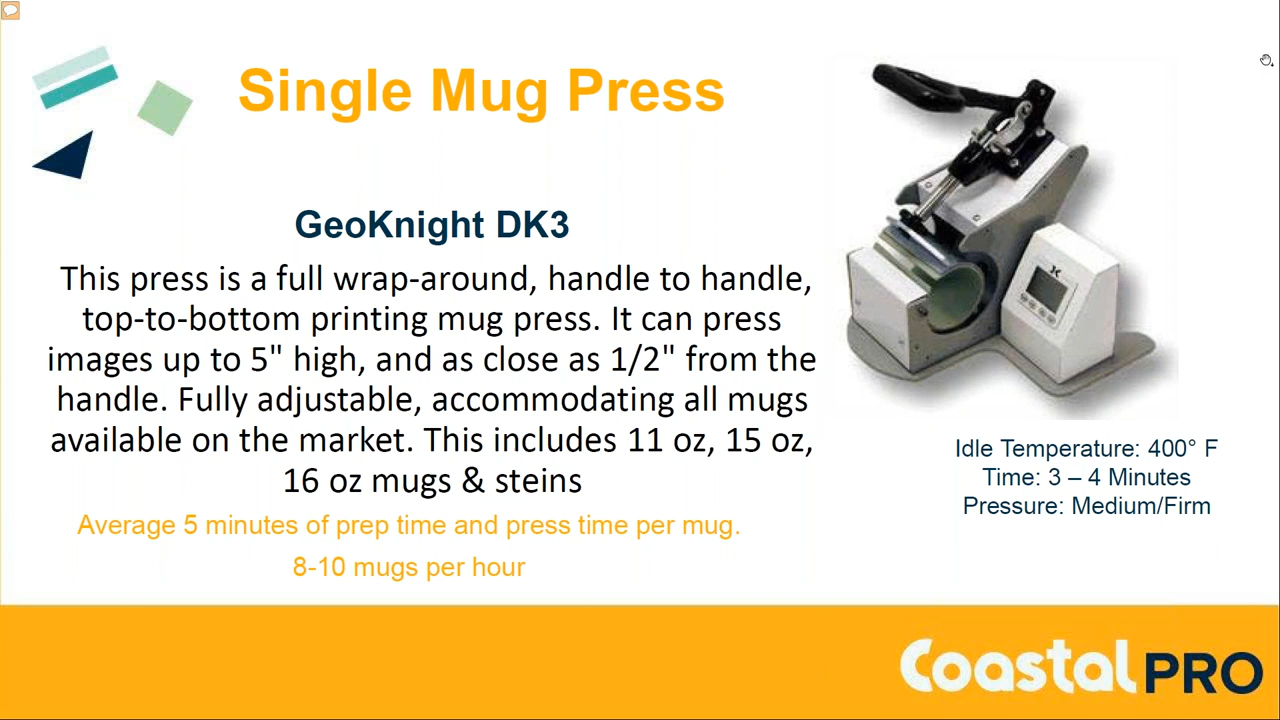 Single Mug Press
GeoKnight DK3
This press is a full wrap-around, handle to handle,
top-to-bottom printing mug press. It can press
images up to 5" high, and as close as 1/2" from the
handle. Fully adjustable, accommodating all mugs
available on the market. This includes 11 oz, 15 oz,
16 oz mugs & steins
Average 5 minutes of prep time and press time per mug.
8-10 mugs per hour
Idle Temperature: 400° F
Time: 3 – 4 Minutes
Pressure: Medium/Firm
Coastal PRO